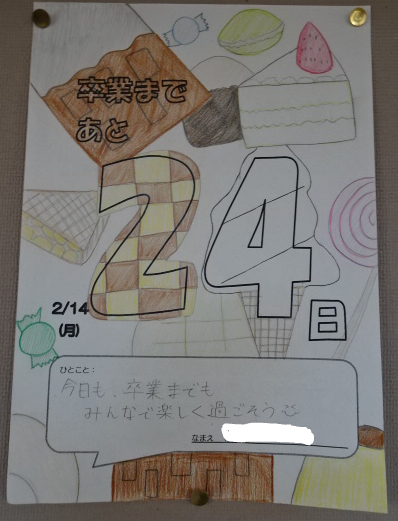 卒業まで
あと
24
日
2/14
(月)
ひとこと：
今日も、卒業までも
みんなで楽しく過ごそう
なまえ